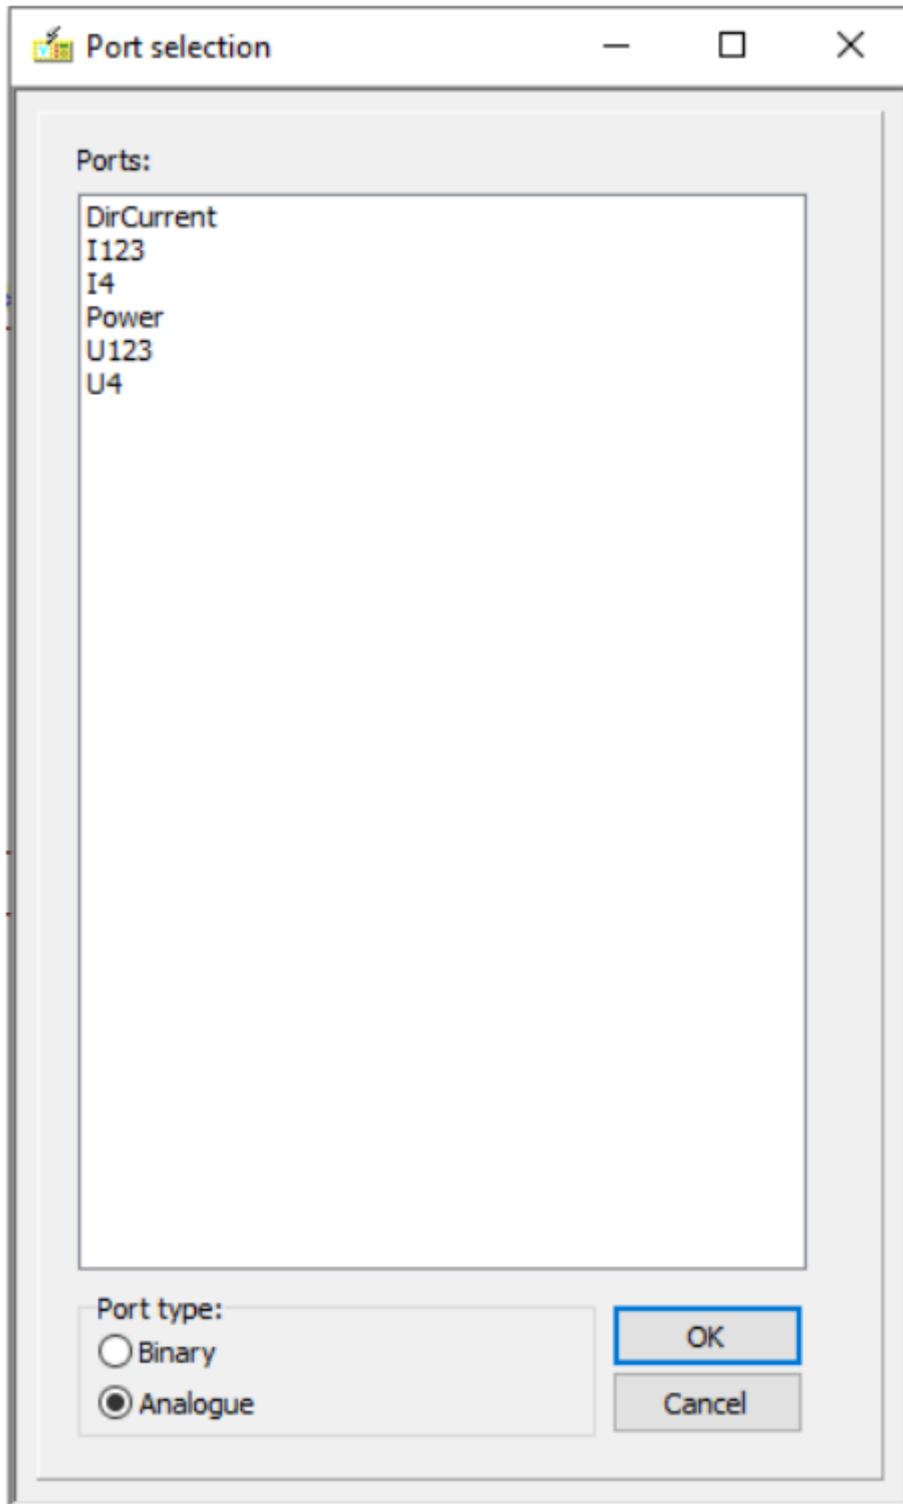 Port selection
Ports:
DirCurrent
I123
I4
Power
U123
U4
Port type:
Binary
Analogue
OK
Cancel